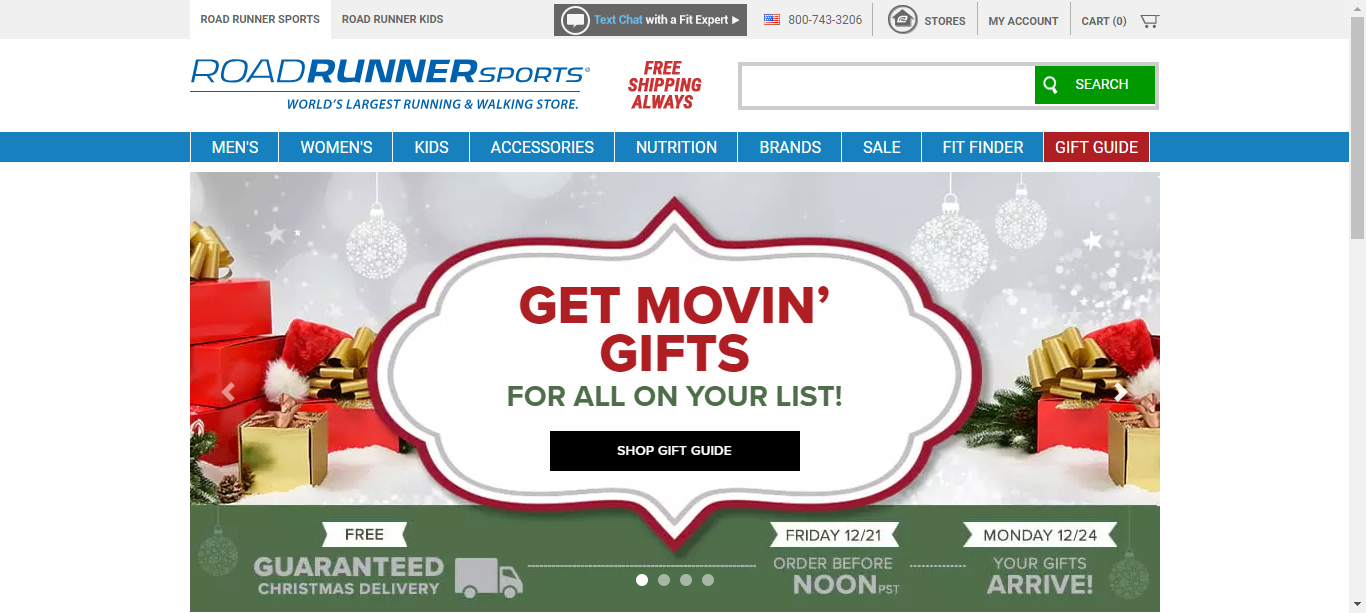 ROAD RUNNER SPORTS
ROAD RUNNER KIDS
Text Chat with a Fit Expert
800-743-3206
STORES
MY ACCOUNT
CART (0)
ROADRUNNERSPORTS®
WORLD'S LARGEST RUNNING & WALKING STORE.
FREE
SHIPPING
ALWAYS
SEARCH
MEN'S
WOMEN'S
KIDS
ACCESSORIES
NUTRITION
BRANDS
SALE
FIT FINDER
GIFT GUIDE
GET MOVIN'
GIFTS
FOR ALL ON YOUR LIST!
SHOP GIFT GUIDE
FREE
GUARANTEED
CHRISTMAS DELIVERY
FRIDAY 12/21
ORDER BEFORE
NOON PST
MONDAY 12/24
YOUR GIFTS
ARRIVE!